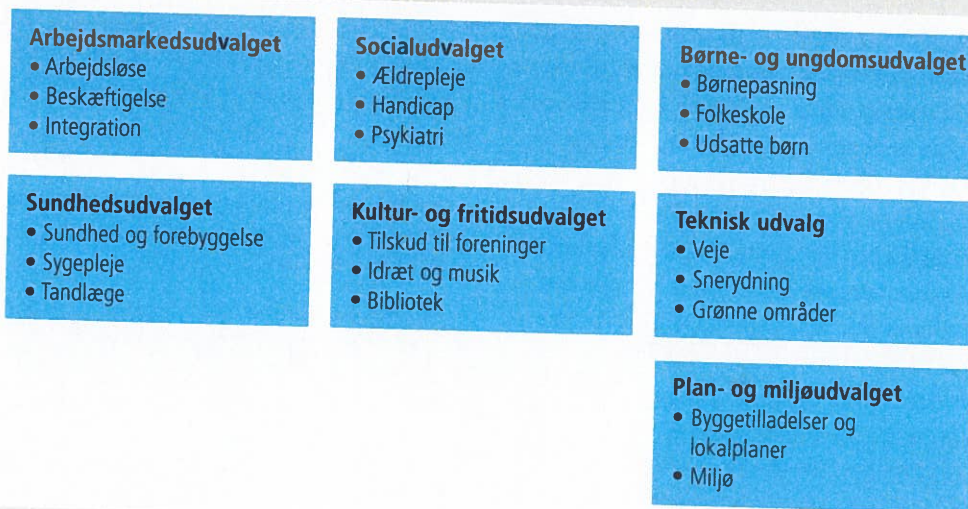 Arbejdsmarkedsudvalget
• Arbejdsløse
• Beskæftigelse
• Integration
Socialudvalget
• Ældrepleje
• Handicap
• Psykiatri
Børne- og ungdomsudvalget
• Børnepasning
• Folkeskole
• Udsatte børn
Sundhedsudvalget
• Sundhed og forebyggelse
• Sygepleje
• Tandlæge
Kultur- og fritidsudvalget
• Tilskud til foreninger
• Idræt og musik
• Bibliotek
Teknisk udvalg
• Veje
• Snerydning
• Grønne områder
Plan- og miljøudvalget
• Byggetilladelser og
lokalplaner
• Miljø